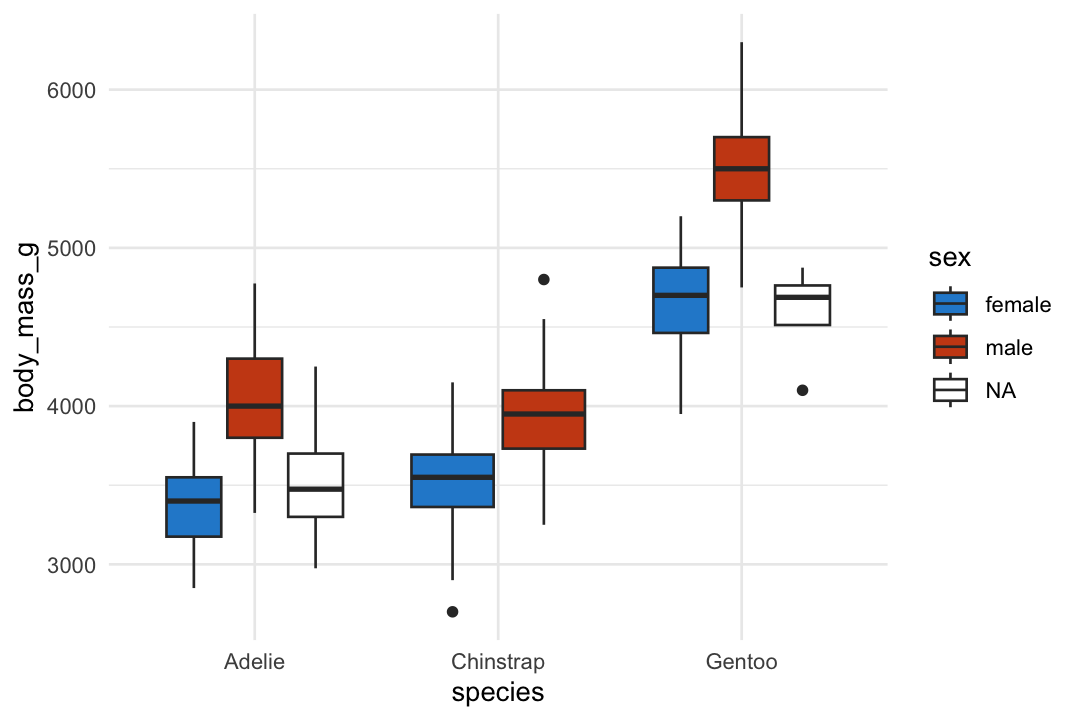 6000
5000
4000
3000
body_mass_g
Adelie
Chinstrap
Gentoo
species
sex
female
male
NA